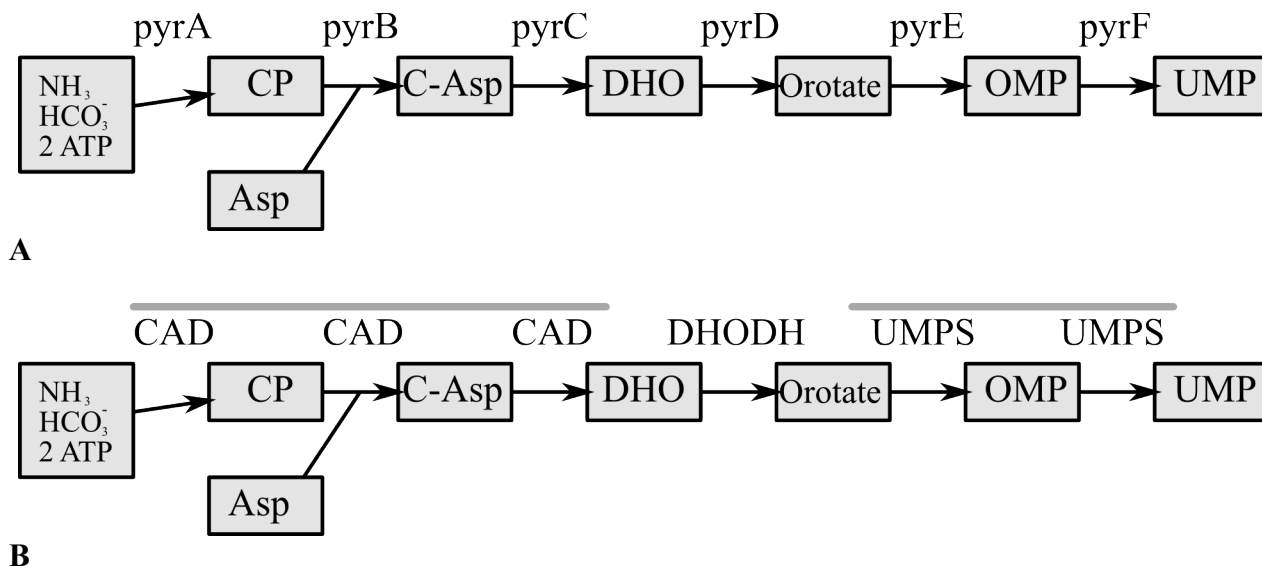 pyrA pyrB pyrC pyrD pyrE pyrF
NH₃
HCO₃⁻
2 ATP
CP C-Asp DHO Orotate OMP UMP
Asp
A
CAD CAD CAD DHODH UMPS UMPS
NH₃
HCO₃⁻
2 ATP
CP C-Asp DHO Orotate OMP UMP
Asp
B